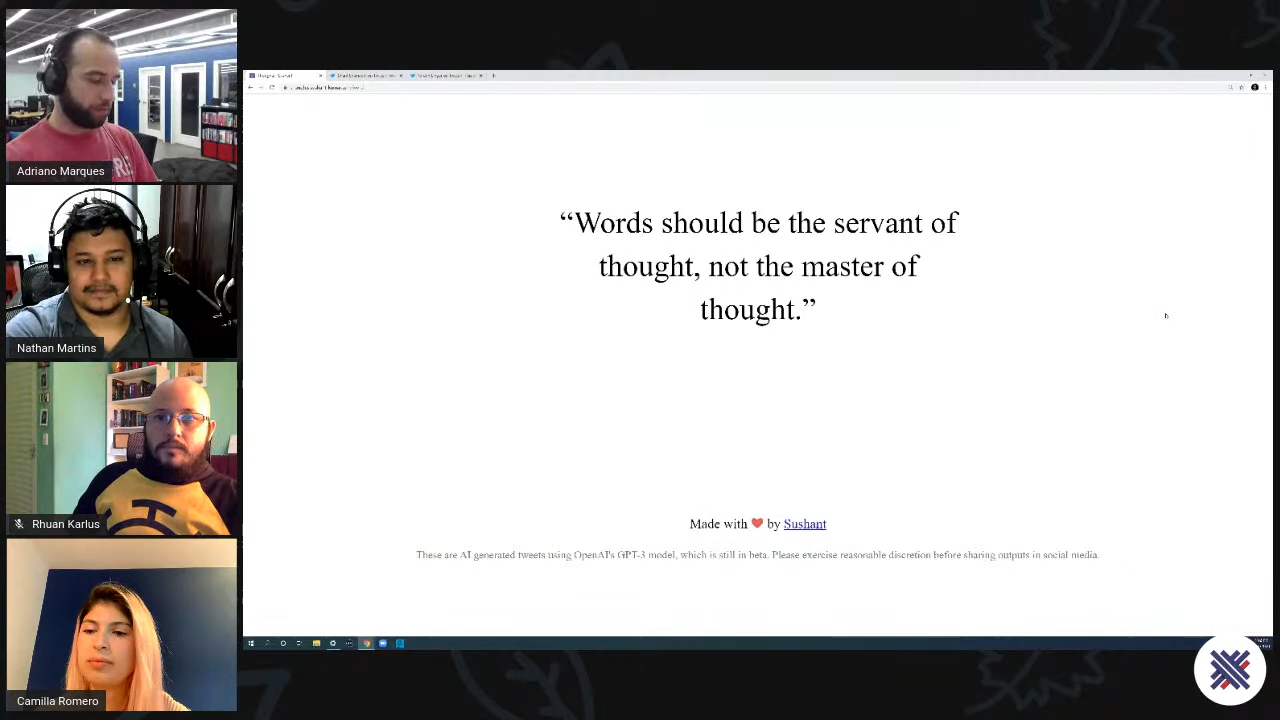 Adriano Marques
Nathan Martins
Rhuan Karlus
Camilla Romero
“Words should be the servant of
thought, not the master of
thought.”
Made with ❤ by Sushant
These are AI generated tweets using OpenAI's GPT-3 model, which is still in beta. Please exercise reasonable discretion before sharing outputs in social media.